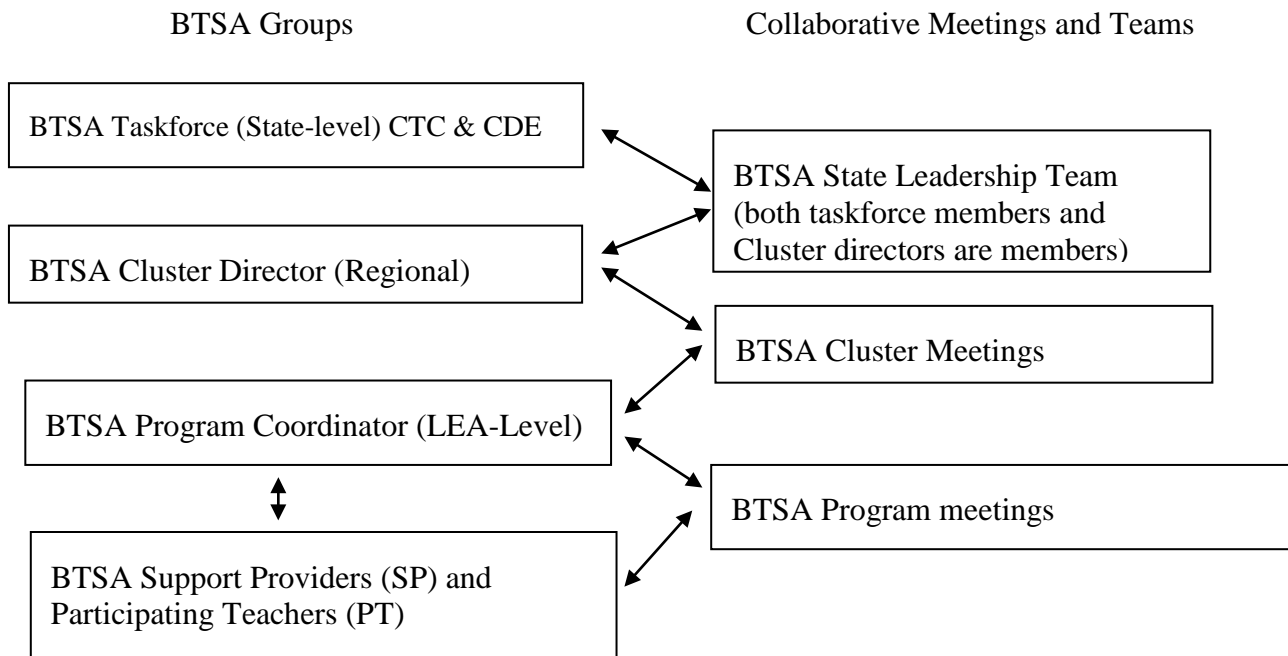 BTSA Groups
Collaborative Meetings and Teams
BTSA Taskforce (State-level) CTC & CDE
BTSA State Leadership Team
(both taskforce members and
Cluster directors are members)
BTSA Cluster Director (Regional)
BTSA Cluster Meetings
BTSA Program Coordinator (LEA-Level)
BTSA Program meetings
BTSA Support Providers (SP) and
Participating Teachers (PT)